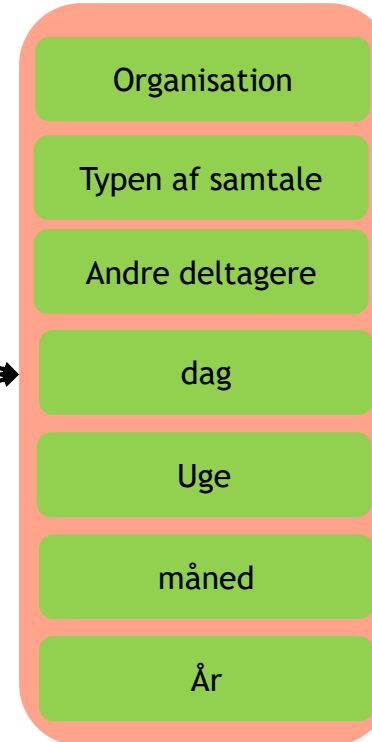 Organisation
Typen af samtale
Andre deltagere
dag
Uge
måned
År